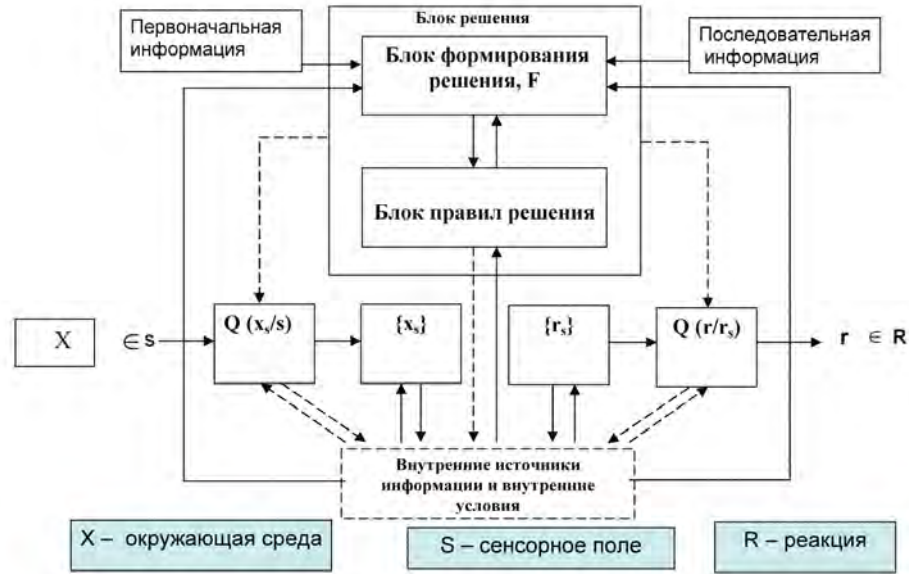 Блок решения
Первоначальная
информация
Последовательная
информация
Блок формирования
решения, F
Блок правил решения
X
∈ s
Q (xₛ/s)
{xₛ}
{rₛ}
Q (r/rₛ)
r ∈ R
Внутренние источники
информации и внутренние
условия
X – окружающая среда
S – сенсорное поле
R – реакция